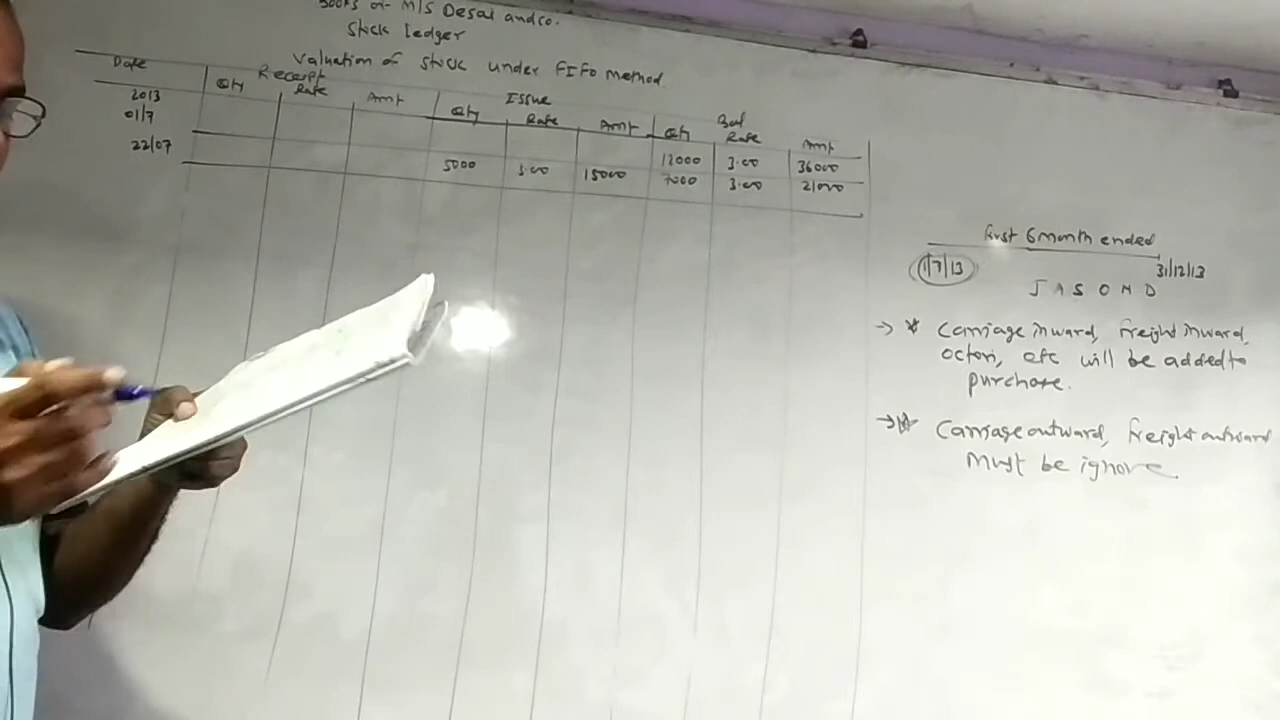 Books of M/S Desai and co.
Stock ledger
Valuation of stock under FIFO method
Date Receipt Issue Bal
Qty Rate Amt Qty Rate Amt Qty Rate Amt
2013
01/7 12000 3.00 36000
22/07 5000 3.00 15000 7000 3.00 21000
first 6 month ended
1/7/13 31/12/13
J A S O N D
→ * Carriage inward, freight inward,
octori, etc will be added to
purchase.
→ * Carriage outward, freight outward
must be ignore